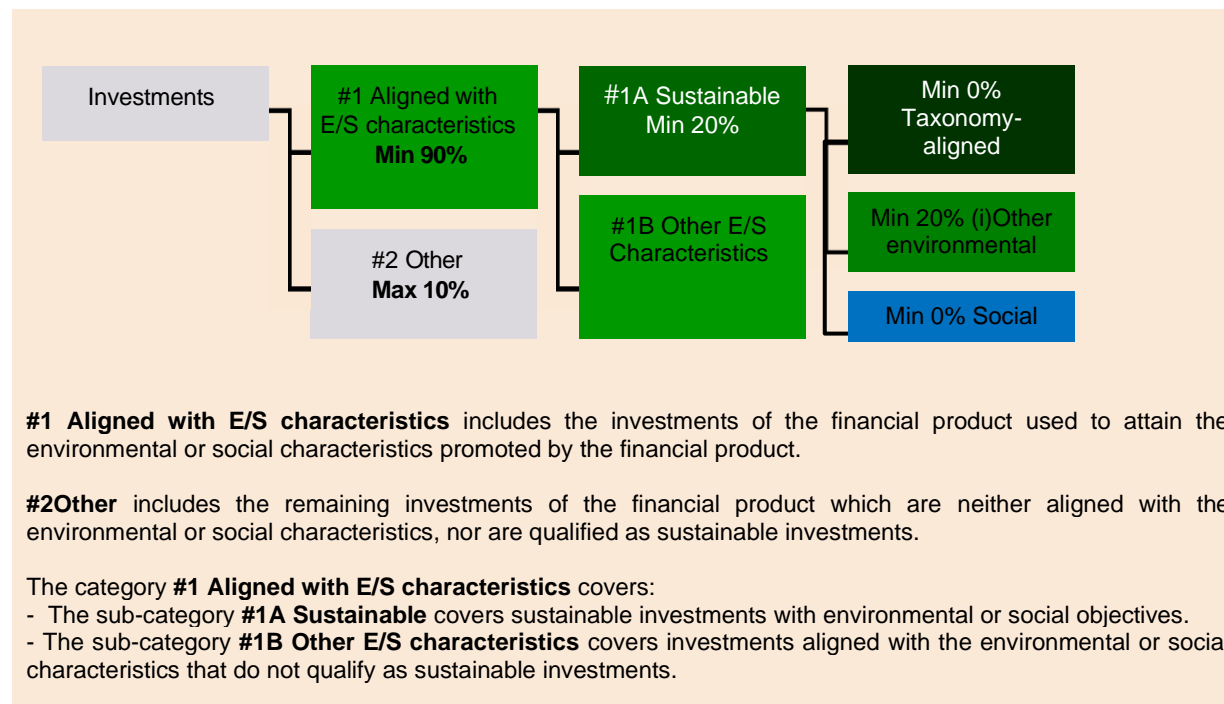 Investments
#1 Aligned with
E/S characteristics
Min 90%
#2 Other
Max 10%
#1A Sustainable
Min 20%
#1B Other E/S
Characteristics
Min 0%
Taxonomy-
aligned
Min 20% (i)Other
environmental
Min 0% Social
#1 Aligned with E/S characteristics includes the investments of the financial product used to attain the
environmental or social characteristics promoted by the financial product.
#2Other includes the remaining investments of the financial product which are neither aligned with the
environmental or social characteristics, nor are qualified as sustainable investments.
The category #1 Aligned with E/S characteristics covers:
- The sub-category #1A Sustainable covers sustainable investments with environmental or social objectives.
- The sub-category #1B Other E/S characteristics covers investments aligned with the environmental or social
characteristics that do not qualify as sustainable investments.